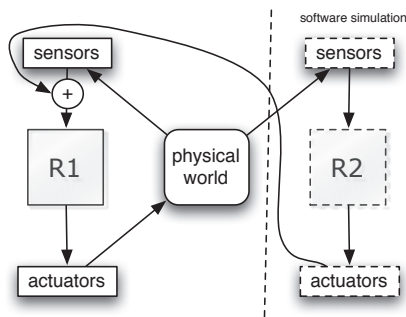 software simulation
sensors
sensors
+
R1
physical
world
R2
actuators
actuators